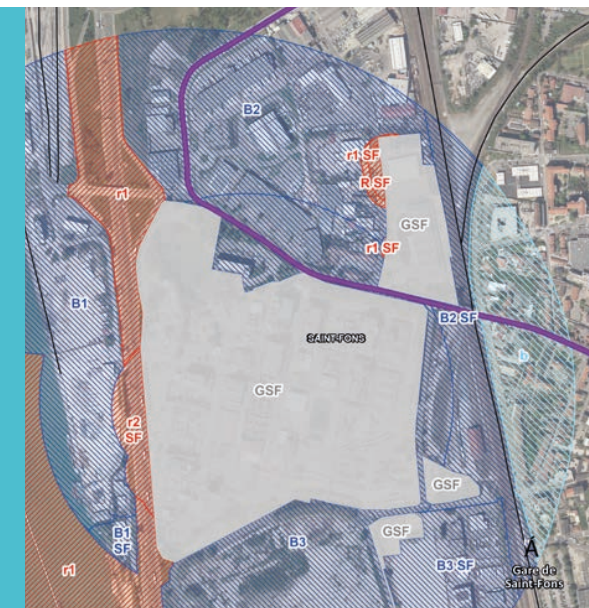 B2
r1 SF
R SF
r1
GSF
r1 SF
B1
B2 SF
SAINT-FONS
b
GSF
r2
SF
GSF
B1
SF
GSF
B3
B3 SF
r1
Á
Gare de
Saint-Fons